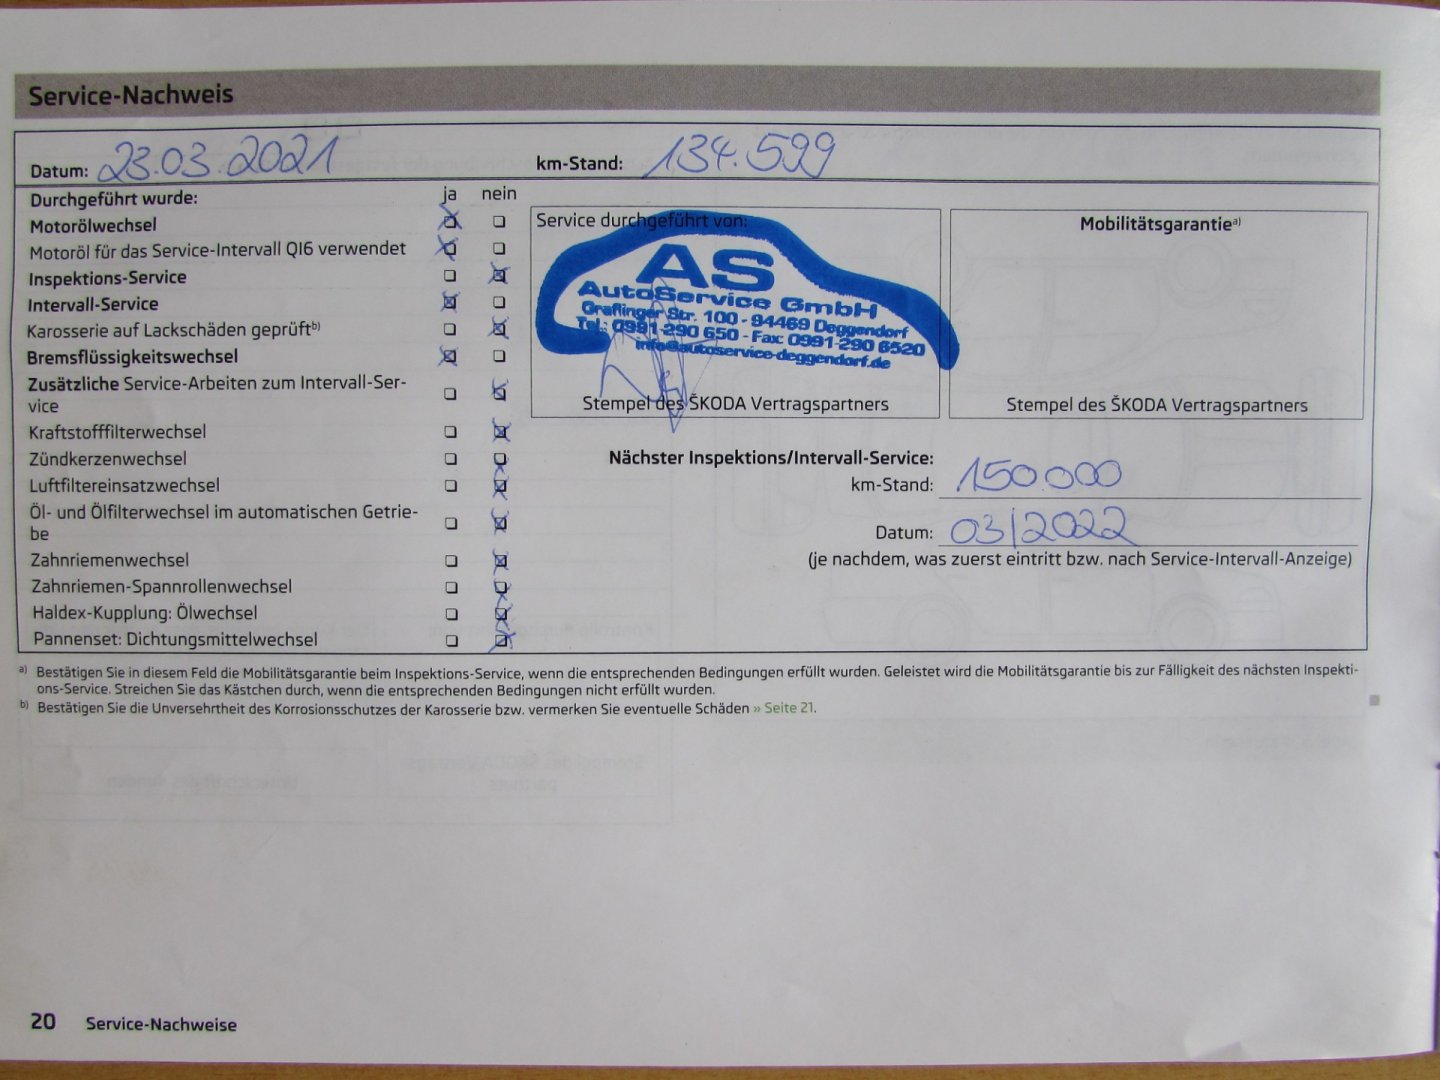 Service-Nachweis
Datum: 23.03.2021 km-Stand: 134.599
Durchgeführt wurde: ja nein
Motorölwechsel
Motoröl für das Service-Intervall QI6 verwendet
Inspektions-Service
Intervall-Service
Karosserie auf Lackschäden geprüft b)
Bremsflüssigkeitswechsel
Zusätzliche Service-Arbeiten zum Intervall-Ser-
vice
Kraftstofffilterwechsel
Zündkerzenwechsel
Luftfiltereinsatzwechsel
Öl- und Ölfilterwechsel im automatischen Getrie-
be
Zahnriemenwechsel
Zahnriemen-Spannrollenwechsel
Haldex-Kupplung: Ölwechsel
Pannenset: Dichtungsmittelwechsel
Service durchgeführt von:
AS
AutoService GmbH
Graflinger Str. 100 - 94469 Deggendorf
Tel.: 0991-290 650 - Fax: 0991-290 6520
info@autoservice-deggendorf.de
Stempel des ŠKODA Vertragspartners
Mobilitätsgarantie a)
Stempel des ŠKODA Vertragspartners
Nächster Inspektions/Intervall-Service:
km-Stand: 150.000
Datum: 03/2022
(je nachdem, was zuerst eintritt bzw. nach Service-Intervall-Anzeige)
a) Bestätigen Sie in diesem Feld die Mobilitätsgarantie beim Inspektions-Service, wenn die entsprechenden Bedingungen erfüllt wurden. Geleistet wird die Mobilitätsgarantie bis zur Fälligkeit des nächsten Inspekti-
ons-Service. Streichen Sie das Kästchen durch, wenn die entsprechenden Bedingungen nicht erfüllt wurden.
b) Bestätigen Sie die Unversehrtheit des Korrosionsschutzes der Karosserie bzw. vermerken Sie eventuelle Schäden » Seite 21.
20 Service-Nachweise